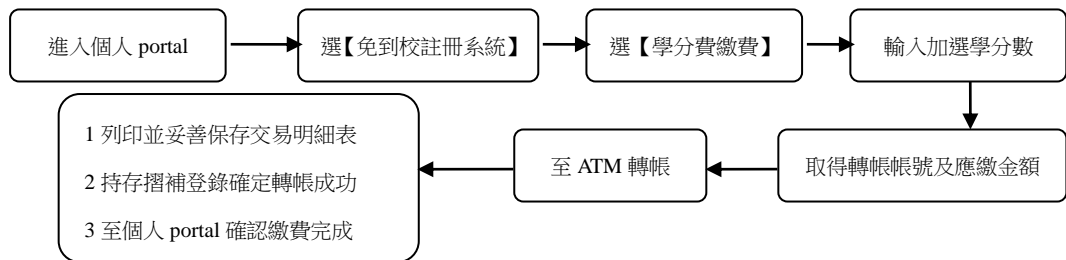 進入個人 portal
選【免到校註冊系統】
選【學分費繳費】
輸入加選學分數
取得轉帳帳號及應繳金額
至 ATM 轉帳
1 列印並妥善保存交易明細表
2 持存摺補登錄確定轉帳成功
3 至個人 portal 確認繳費完成